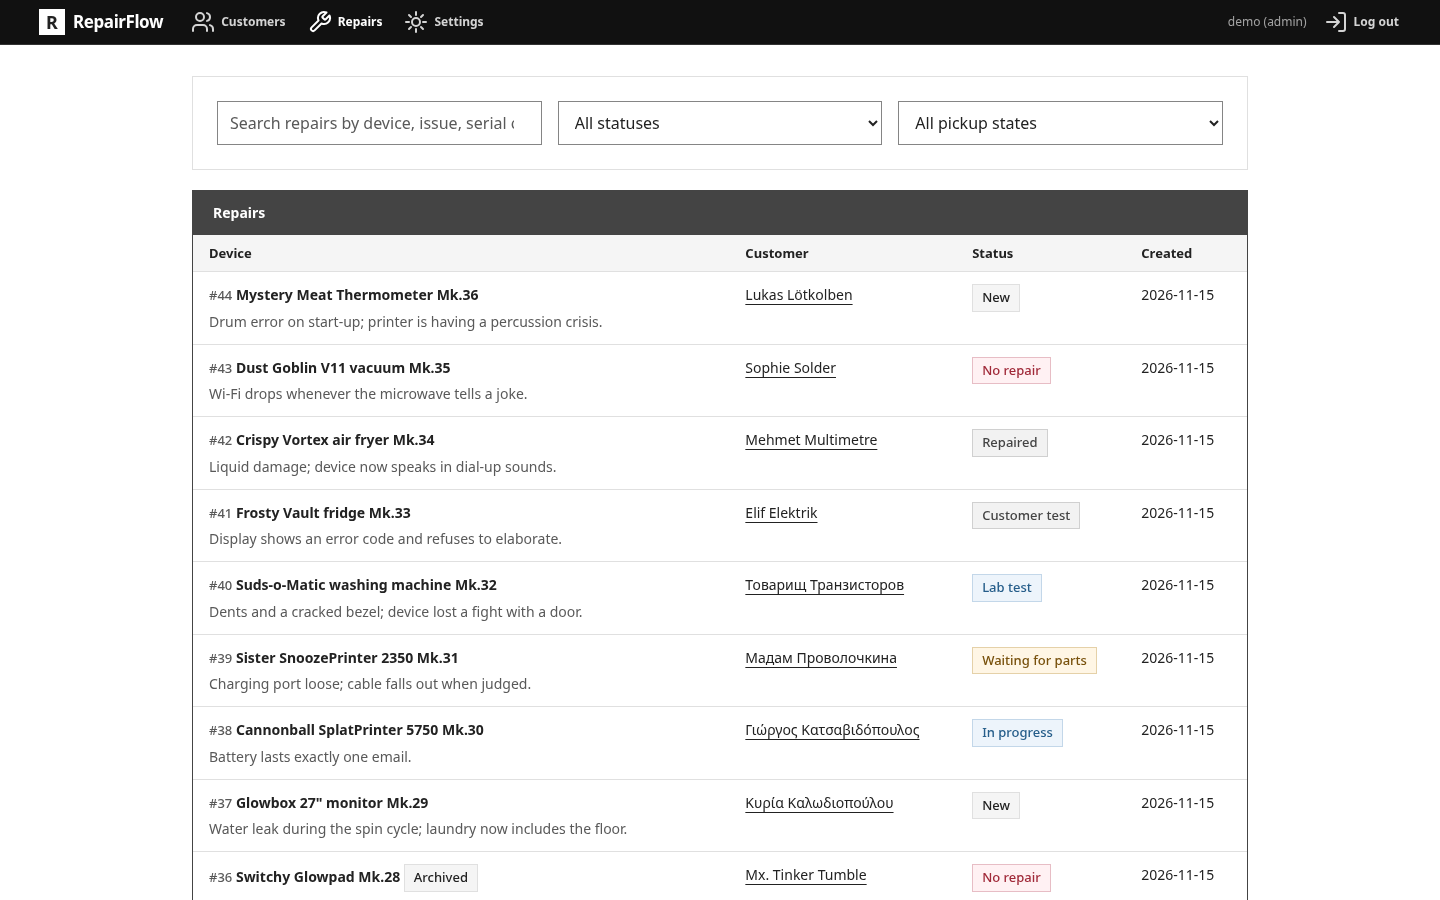 R RepairFlow Customers Repairs Settings demo (admin) Log out
Search repairs by device, issue, serial All statuses All pickup states
Repairs
Device Customer Status Created
#44 Mystery Meat Thermometer Mk.36 Lukas Lötkolben New 2026-11-15
Drum error on start-up; printer is having a percussion crisis.
#43 Dust Goblin V11 vacuum Mk.35 Sophie Solder No repair 2026-11-15
Wi-Fi drops whenever the microwave tells a joke.
#42 Crispy Vortex air fryer Mk.34 Mehmet Multimetre Repaired 2026-11-15
Liquid damage; device now speaks in dial-up sounds.
#41 Frosty Vault fridge Mk.33 Elif Elektrik Customer test 2026-11-15
Display shows an error code and refuses to elaborate.
#40 Suds-o-Matic washing machine Mk.32 Товарищ Транзисторов Lab test 2026-11-15
Dents and a cracked bezel; device lost a fight with a door.
#39 Sister SnoozePrinter 2350 Mk.31 Мадам Проволочкина Waiting for parts 2026-11-15
Charging port loose; cable falls out when judged.
#38 Cannonball SplatPrinter 5750 Mk.30 Γιώργος Κατσαβιδόπουλος In progress 2026-11-15
Battery lasts exactly one email.
#37 Glowbox 27" monitor Mk.29 Κυρία Καλωδιοπούλου New 2026-11-15
Water leak during the spin cycle; laundry now includes the floor.
#36 Switchy Glowpad Mk.28 Archived Mx. Tinker Tumble No repair 2026-11-15